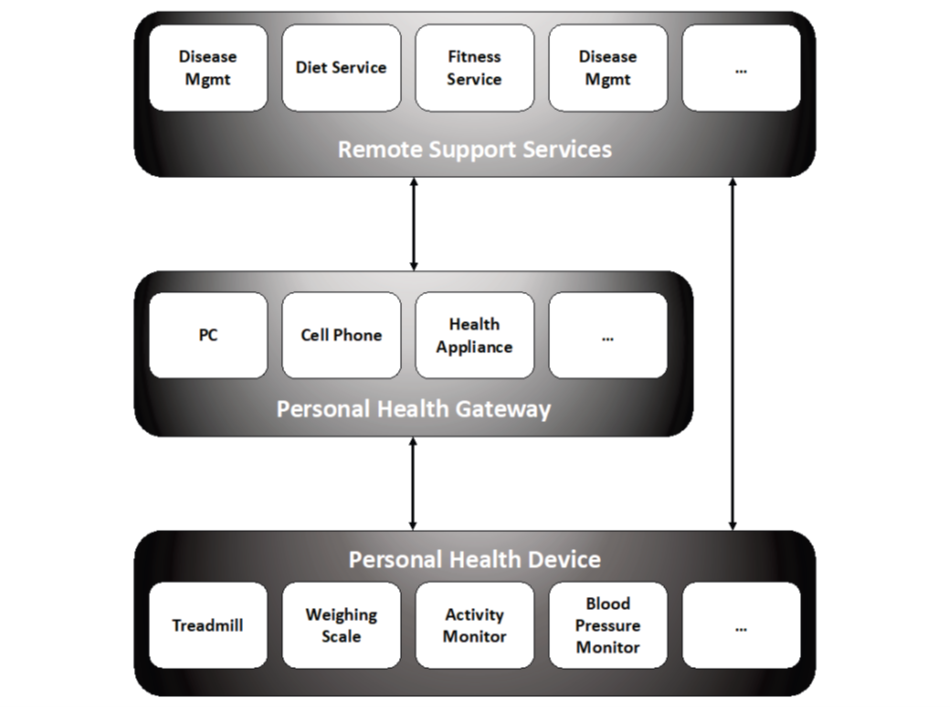 Disease
Mgmt
Diet Service
Fitness
Service
Disease
Mgmt
...
Remote Support Services
PC
Cell Phone
Health
Appliance
...
Personal Health Gateway
Personal Health Device
Treadmill
Weighing
Scale
Activity
Monitor
Blood
Pressure
Monitor
...